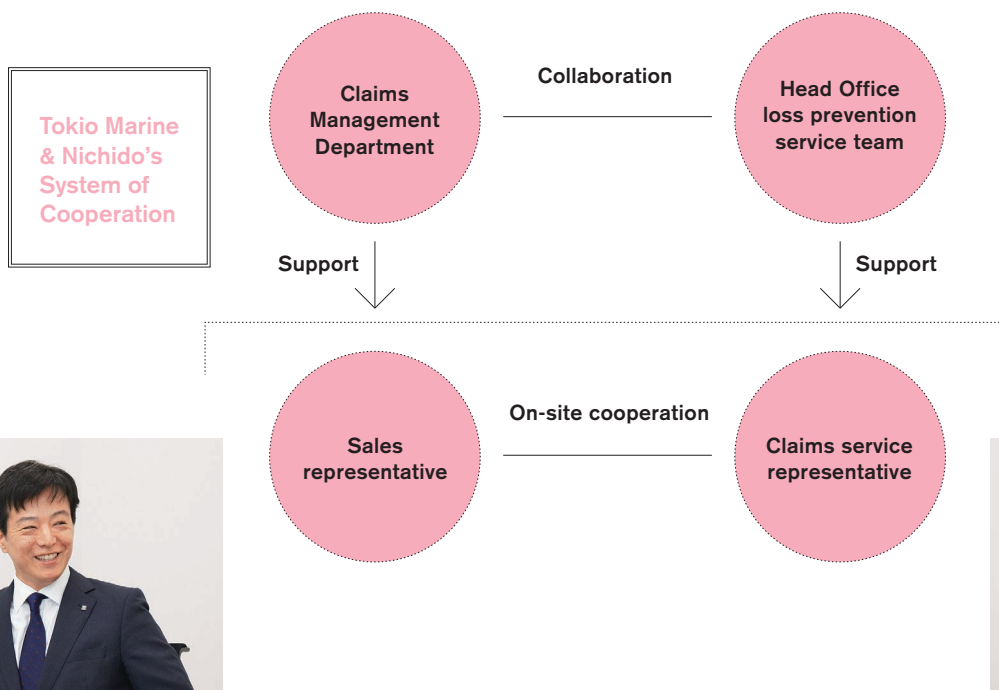 Tokio Marine
& Nichido's
System of
Cooperation
Claims
Management
Department
Collaboration
Head Office
loss prevention
service team
Support
Support
Sales
representative
On-site cooperation
Claims service
representative